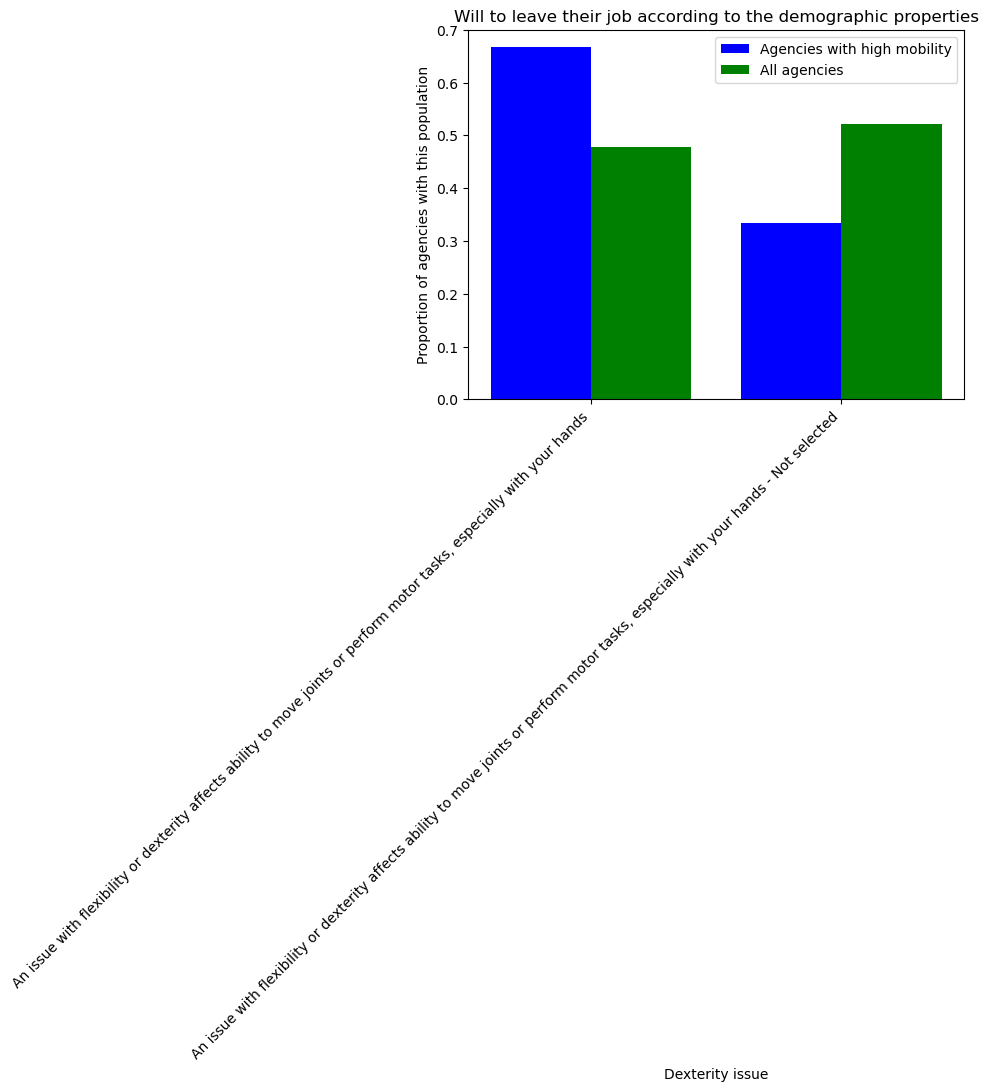 Will to leave their job according to the demographic properties
Agencies with high mobility
All agencies
Proportion of agencies with this population
0.7
0.6
0.5
0.4
0.3
0.2
0.1
0.0
An issue with flexibility or dexterity affects ability to move joints or perform motor tasks, especially with your hands
An issue with flexibility or dexterity affects ability to move joints or perform motor tasks, especially with your hands - Not selected
Dexterity issue